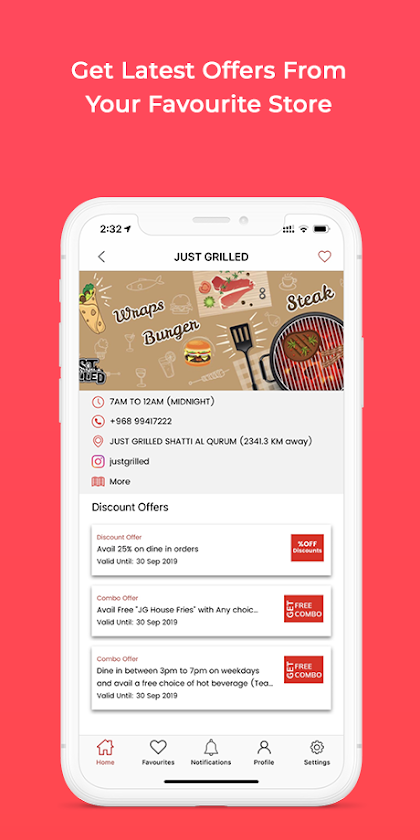 Get Latest Offers From
Your Favourite Store
2:32
JUST GRILLED
Wraps
Burger
Steak
7AM TO 12AM (MIDNIGHT)
+968 99417222
JUST GRILLED SHATTI AL QURUM (2341.3 KM away)
justgrilled
More
Discount Offers
Discount Offer
Avail 25% on dine in orders
Valid Until: 30 Sep 2019
%OFF
Discounts
Combo Offer
Avail Free "JG House Fries" with Any choic...
Valid Until: 30 Sep 2019
GET FREE
COMBO
Combo Offer
Dine in between 3pm to 7pm on weekdays
and avail a free choice of hot beverage (Tea...
Valid Until: 30 Sep 2019
GET FREE
COMBO
Home
Favourites
Notifications
Profile
Settings